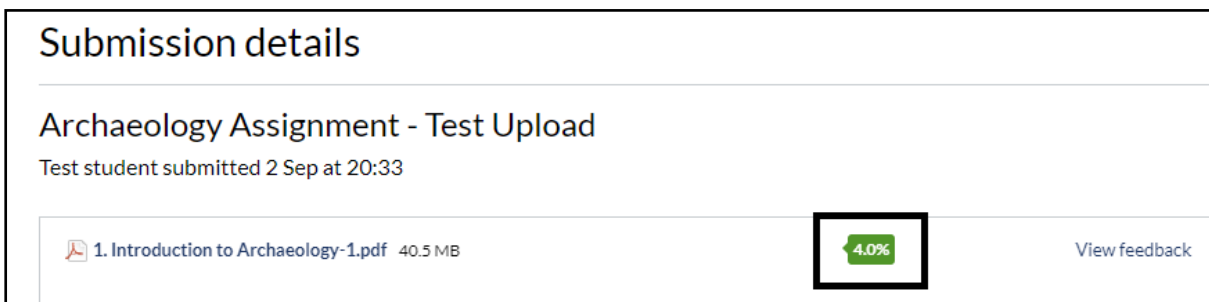 Submission details
Archaeology Assignment - Test Upload
Test student submitted 2 Sep at 20:33
1. Introduction to Archaeology-1.pdf 40.5 MB 4.0% View feedback